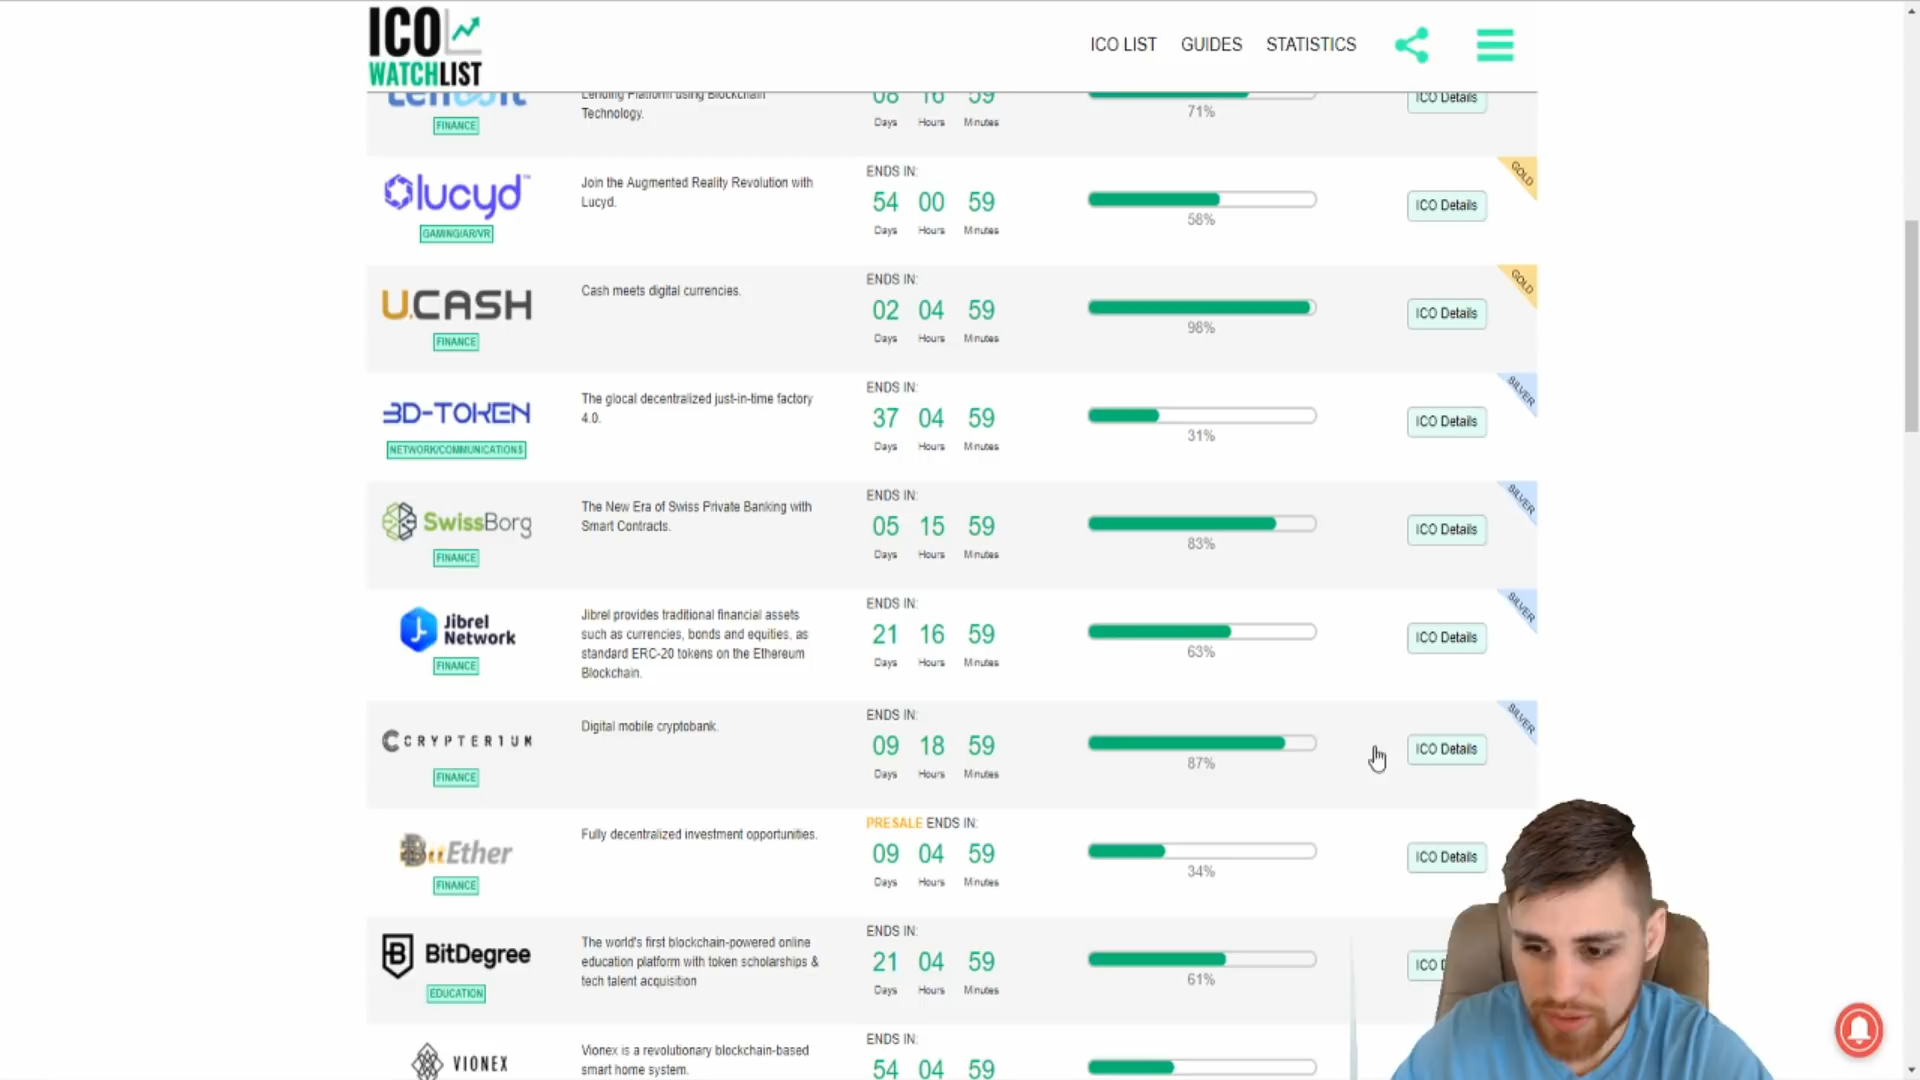 ICO
WATCHLIST
ICO LIST GUIDES STATISTICS
Lending Platform using Blockchain
Technology.
08 16 59
Days Hours Minutes
71%
ICO Details
FINANCE
lucyd™
GAMING/AR/VR
Join the Augmented Reality Revolution with
Lucyd.
ENDS IN:
54 00 59
Days Hours Minutes
58%
ICO Details
GOLD
U.CASH
FINANCE
Cash meets digital currencies.
ENDS IN:
02 04 59
Days Hours Minutes
98%
ICO Details
GOLD
3D-TOKEN
NETWORK/COMMUNICATIONS
The glocal decentralized just-in-time factory
4.0.
ENDS IN:
37 04 59
Days Hours Minutes
31%
ICO Details
SILVER
SwissBorg
FINANCE
The New Era of Swiss Private Banking with
Smart Contracts.
ENDS IN:
05 15 59
Days Hours Minutes
83%
ICO Details
SILVER
Jibrel
Network
FINANCE
Jibrel provides traditional financial assets
such as currencies, bonds and equities, as
standard ERC-20 tokens on the Ethereum
Blockchain.
ENDS IN:
21 16 59
Days Hours Minutes
63%
ICO Details
SILVER
CRYPTERIUM
FINANCE
Digital mobile cryptobank.
ENDS IN:
09 18 59
Days Hours Minutes
87%
ICO Details
SILVER
BitEther
FINANCE
Fully decentralized investment opportunities.
PRESALE ENDS IN:
09 04 59
Days Hours Minutes
34%
ICO Details
BitDegree
EDUCATION
The world's first blockchain-powered online
education platform with token scholarships &
tech talent acquisition
ENDS IN:
21 04 59
Days Hours Minutes
61%
ICO
VIONEX
Vionex is a revolutionary blockchain-based
smart home system.
ENDS IN:
54 04 59